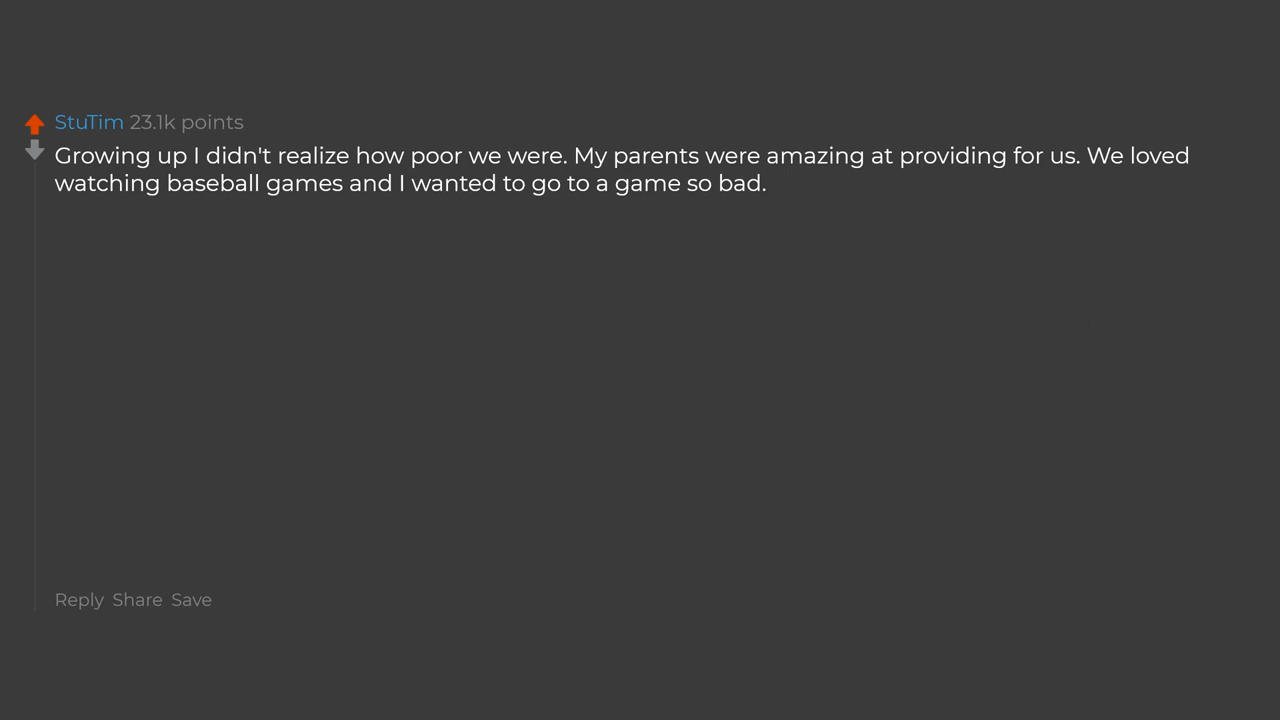 StuTim 23.1k points
Growing up I didn't realize how poor we were. My parents were amazing at providing for us. We loved
watching baseball games and I wanted to go to a game so bad.
Reply Share Save